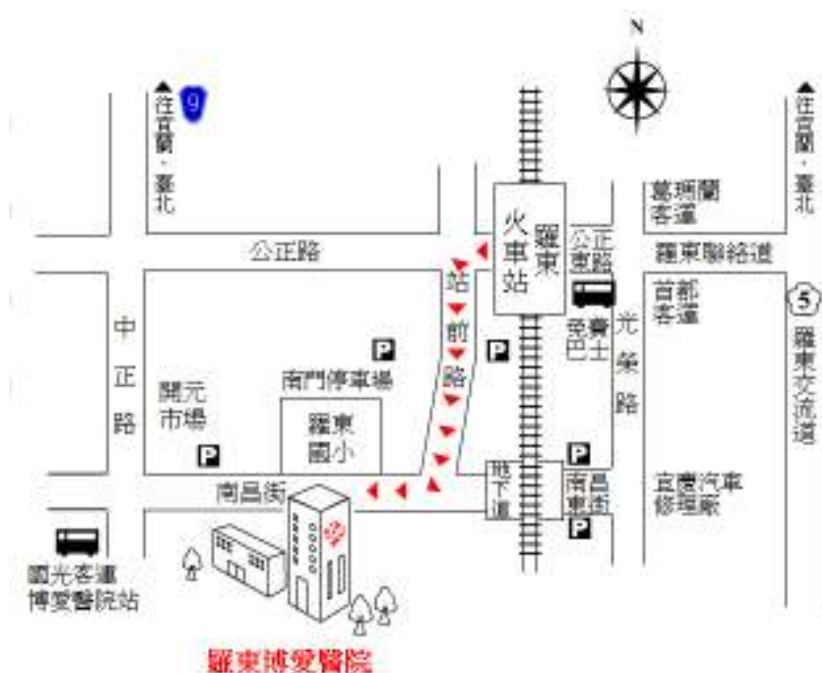 N
往宜蘭・臺北
9
往宜蘭・臺北
葛瑪蘭
客運
羅東
火車站
公正路
公正
東路
羅東聯絡道
站前路
免費
巴士
首都
客運
5
羅東交流道
中正路
光榮路
P
P
南門停車場
開元
市場
羅東
國小
P
P
南昌街
地下道
南昌
東街
宜慶汽車
修理廠
P
國光客運
博愛醫院站
羅東博愛醫院